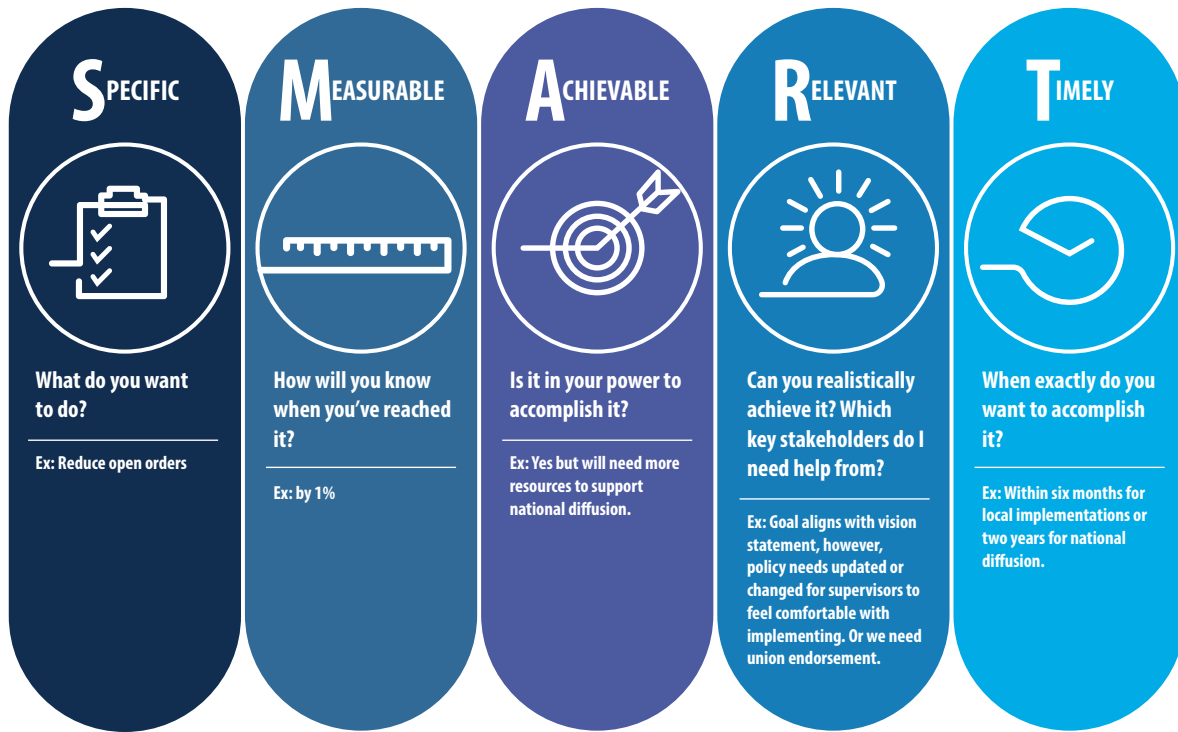 SPECIFIC
What do you want
to do?
Ex: Reduce open orders
MEASURABLE
How will you know
when you've reached
it?
Ex: by 1%
ACHIEVABLE
Is it in your power to
accomplish it?
Ex: Yes but will need more
resources to support
national diffusion.
RELEVANT
Can you realistically
achieve it? Which
key stakeholders do I
need help from?
Ex: Goal aligns with vision
statement, however,
policy needs updated or
changed for supervisors to
feel comfortable with
implementing. Or we need
union endorsement.
TIMELY
When exactly do you
want to accomplish
it?
Ex: Within six months for
local implementations or
two years for national
diffusion.